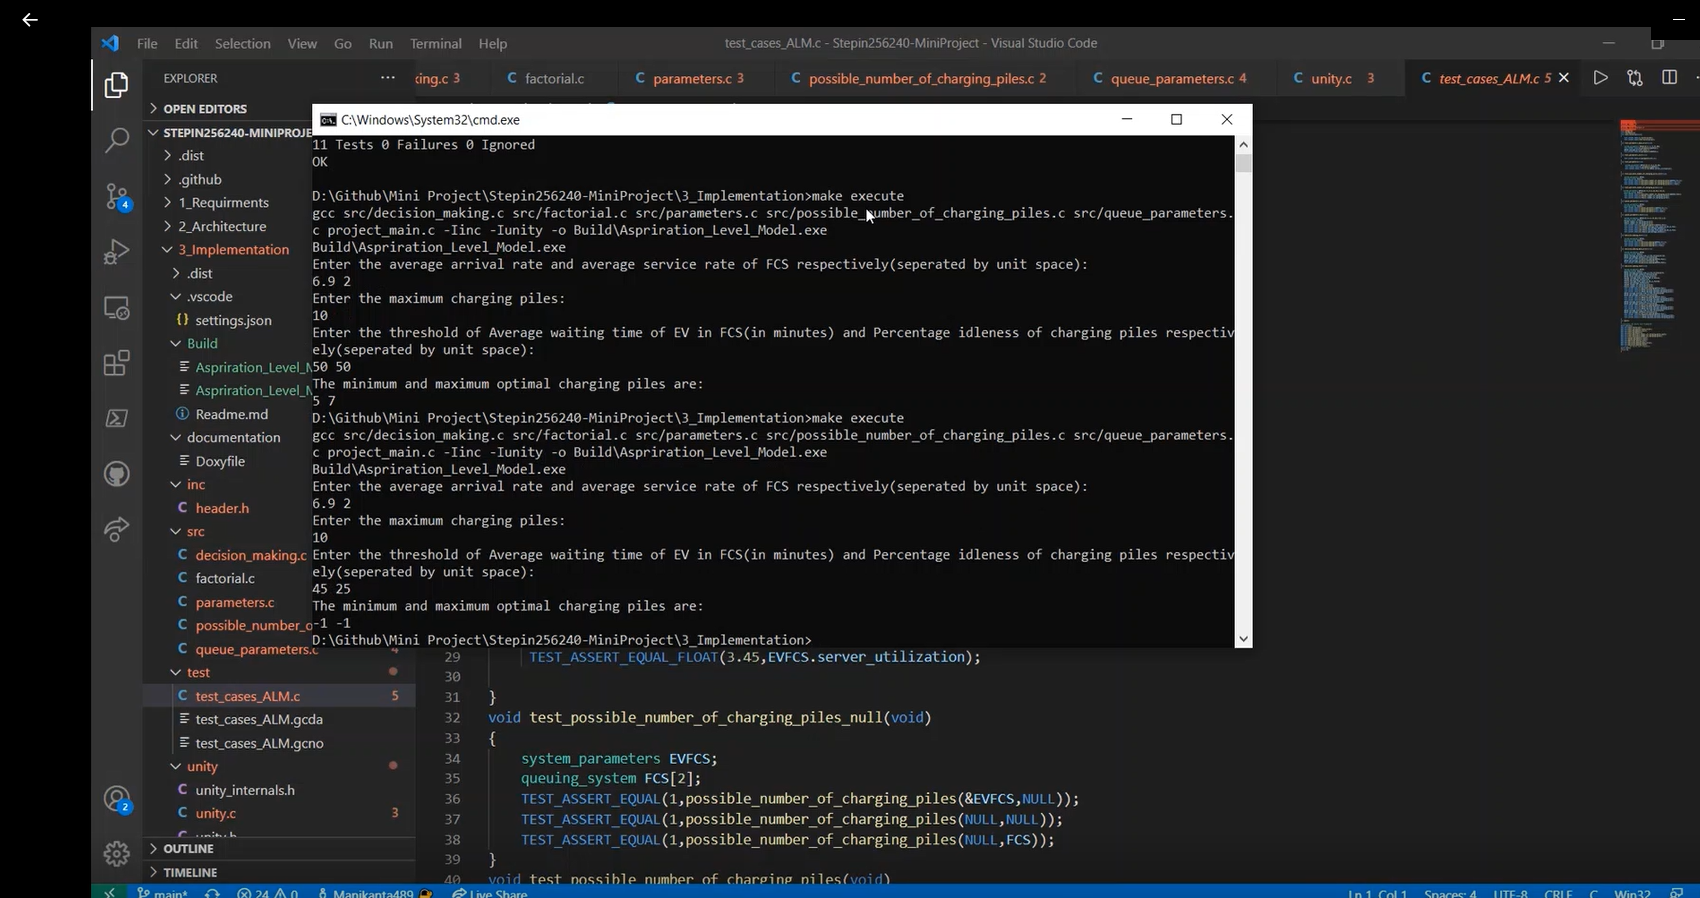 File Edit Selection View Go Run Terminal Help
test_cases_ALM.c - Stepin256240-MiniProject - Visual Studio Code
EXPLORER
king.c 3 factorial.c parameters.c 3 possible_number_of_charging_piles.c 2 queue_parameters.c 4 unity.c 3 test_cases_ALM.c 5
OPEN EDITORS
STEPIN256240-MINIPROJE
.dist
.github
1_Requirments
2_Architecture
3_Implementation
.dist
.vscode
settings.json
Build
Aspriration_Level_M
Aspriration_Level_M
Readme.md
documentation
Doxyfile
inc
header.h
src
decision_making.c
factorial.c
parameters.c
possible_number_o
queue_parameters.c 4
test
test_cases_ALM.c 5
test_cases_ALM.gcda
test_cases_ALM.gcno
unity
unity_internals.h
unity.c 3
unity.h
OUTLINE
TIMELINE
4
2
C:\Windows\System32\cmd.exe
11 Tests 0 Failures 0 Ignored
OK
D:\Github\Mini Project\Stepin256240-MiniProject\3_Implementation>make execute
gcc src/decision_making.c src/factorial.c src/parameters.c src/possible_number_of_charging_piles.c src/queue_parameters.
c project_main.c -Iinc -Iunity -o Build\Aspriration_Level_Model.exe
Build\Aspriration_Level_Model.exe
Enter the average arrival rate and average service rate of FCS respectively(seperated by unit space):
6.9 2
Enter the maximum charging piles:
10
Enter the threshold of Average waiting time of EV in FCS(in minutes) and Percentage idleness of charging piles respectiv
ely(seperated by unit space):
50 50
The minimum and maximum optimal charging piles are:
5 7
D:\Github\Mini Project\Stepin256240-MiniProject\3_Implementation>make execute
gcc src/decision_making.c src/factorial.c src/parameters.c src/possible_number_of_charging_piles.c src/queue_parameters.
c project_main.c -Iinc -Iunity -o Build\Aspriration_Level_Model.exe
Build\Aspriration_Level_Model.exe
Enter the average arrival rate and average service rate of FCS respectively(seperated by unit space):
6.9 2
Enter the maximum charging piles:
10
Enter the threshold of Average waiting time of EV in FCS(in minutes) and Percentage idleness of charging piles respectiv
ely(seperated by unit space):
45 25
The minimum and maximum optimal charging piles are:
-1 -1
D:\Github\Mini Project\Stepin256240-MiniProject\3_Implementation>
29 TEST_ASSERT_EQUAL_FLOAT(3.45,EVFCS.server_utilization);
30
31 }
32 void test_possible_number_of_charging_piles_null(void)
33 {
34 system_parameters EVFCS;
35 queuing_system FCS[2];
36 TEST_ASSERT_EQUAL(1,possible_number_of_charging_piles(&EVFCS,NULL));
37 TEST_ASSERT_EQUAL(1,possible_number_of_charging_piles(NULL,NULL));
38 TEST_ASSERT_EQUAL(1,possible_number_of_charging_piles(NULL,FCS));
39 }
40 void test_possible_number_of_charging_piles(void)
main* 24 0 Manikanta489 Live Share Ln 1, Col 1 Spaces: 4 UTF-8 CRLF C Win32